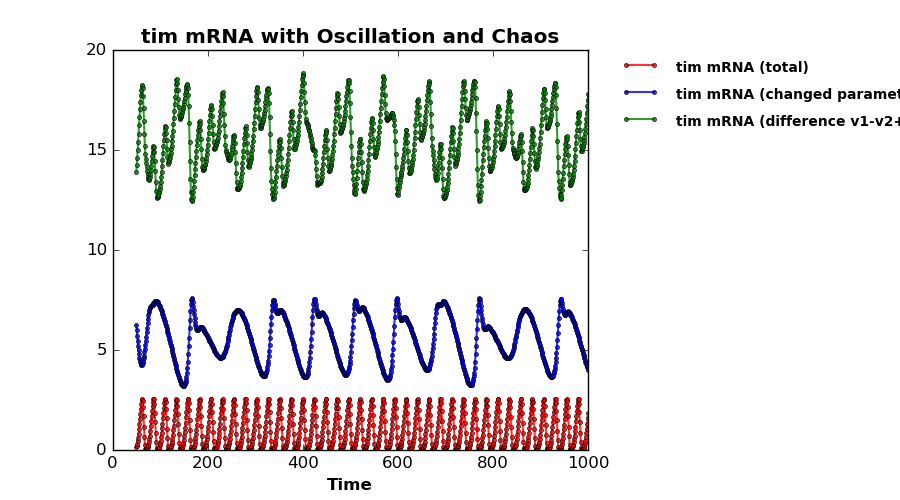 tim mRNA with Oscillation and Chaos
20
15
10
5
0
0 200 400 600 800 1000
Time
tim mRNA (total)
tim mRNA (changed paramet
tim mRNA (difference v1-v2+